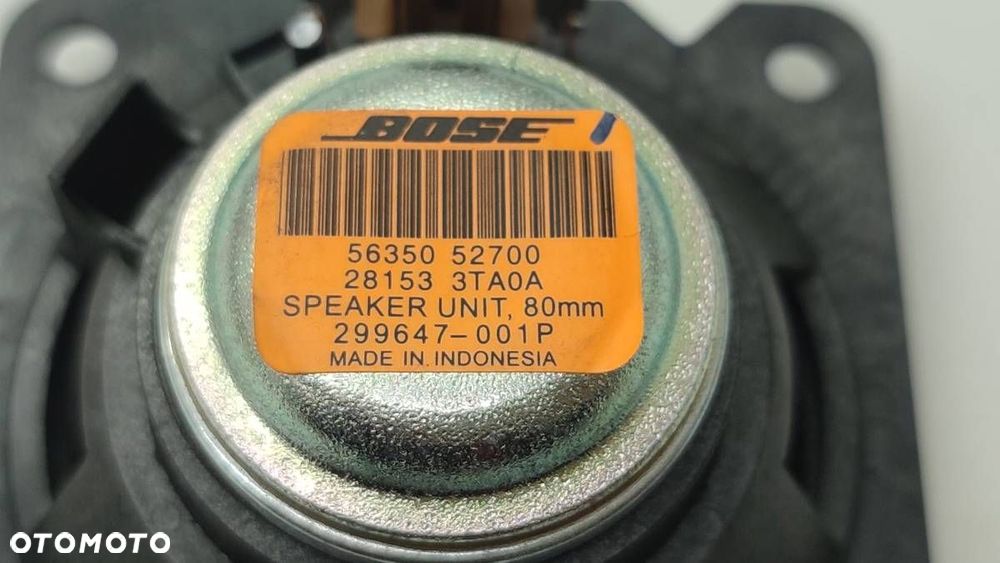 BOSE
56350 52700
28153 3TA0A
SPEAKER UNIT, 80mm
299647-001P
MADE IN INDONESIA
OTOMOTO